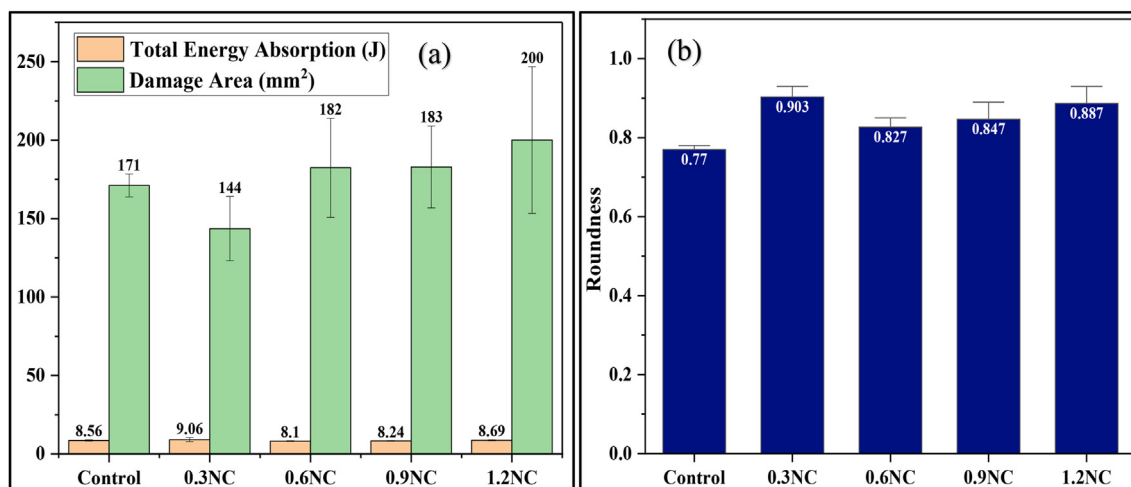 Total Energy Absorption (J)
Damage Area (mm²)
(a)
250
200
150
100
50
0
171
144
182
183
200
8.56
9.06
8.1
8.24
8.69
Control
0.3NC
0.6NC
0.9NC
1.2NC
(b)
Roundness
1.0
0.8
0.6
0.4
0.2
0.0
0.77
0.903
0.827
0.847
0.887
Control
0.3NC
0.6NC
0.9NC
1.2NC